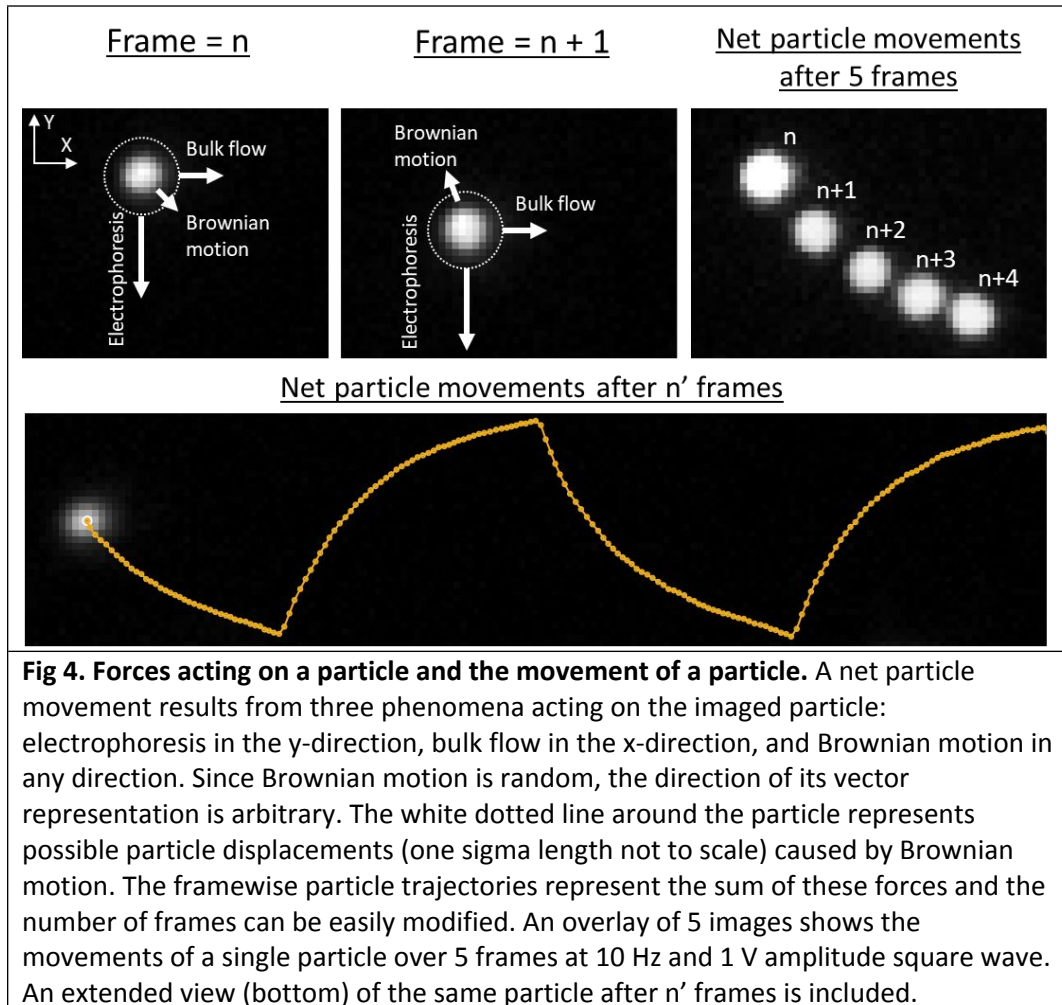 Frame = n
Frame = n + 1
Net particle movements
after 5 frames
Y
X
Bulk flow
Brownian
motion
Electrophoresis
Brownian
motion
Bulk flow
Electrophoresis
n
n+1
n+2
n+3
n+4
Net particle movements after n’ frames
Fig 4. Forces acting on a particle and the movement of a particle. A net particle
movement results from three phenomena acting on the imaged particle:
electrophoresis in the y-direction, bulk flow in the x-direction, and Brownian motion in
any direction. Since Brownian motion is random, the direction of its vector
representation is arbitrary. The white dotted line around the particle represents
possible particle displacements (one sigma length not to scale) caused by Brownian
motion. The framewise particle trajectories represent the sum of these forces and the
number of frames can be easily modified. An overlay of 5 images shows the
movements of a single particle over 5 frames at 10 Hz and 1 V amplitude square wave.
An extended view (bottom) of the same particle after n’ frames is included.